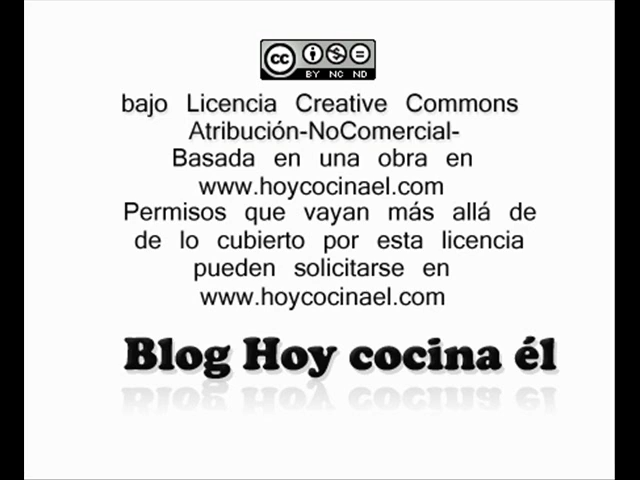 cc
BY NC ND
bajo Licencia Creative Commons
Atribución-NoComercial-
Basada en una obra en
www.hoycocinael.com
Permisos que vayan más allá de
de lo cubierto por esta licencia
pueden solicitarse en
www.hoycocinael.com
Blog Hoy cocina él